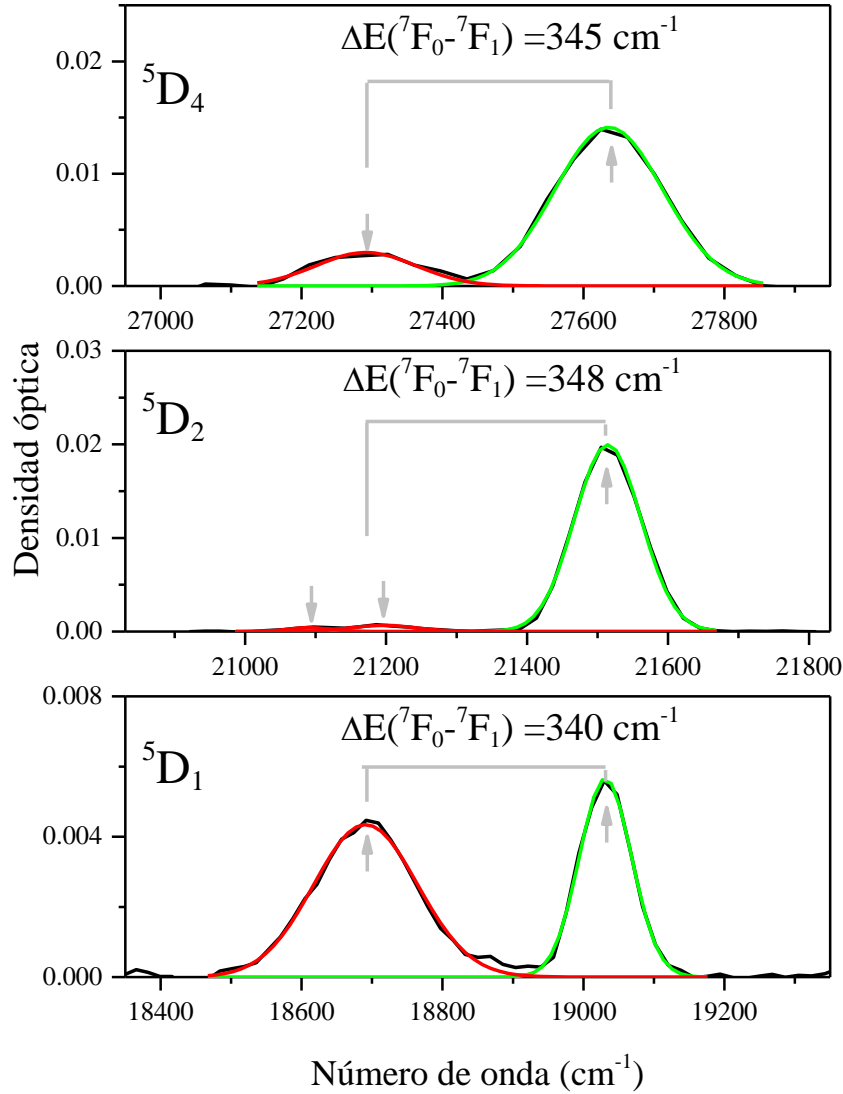 ΔE(⁷F₀-⁷F₁) =345 cm⁻¹
⁵D₄
0.02
0.01
0.00
27000 27200 27400 27600 27800
ΔE(⁷F₀-⁷F₁) =348 cm⁻¹
⁵D₂
0.03
0.02
0.01
0.00
21000 21200 21400 21600 21800
Densidad óptica
ΔE(⁷F₀-⁷F₁) =340 cm⁻¹
⁵D₁
0.008
0.004
0.000
18400 18600 18800 19000 19200
Número de onda (cm⁻¹)